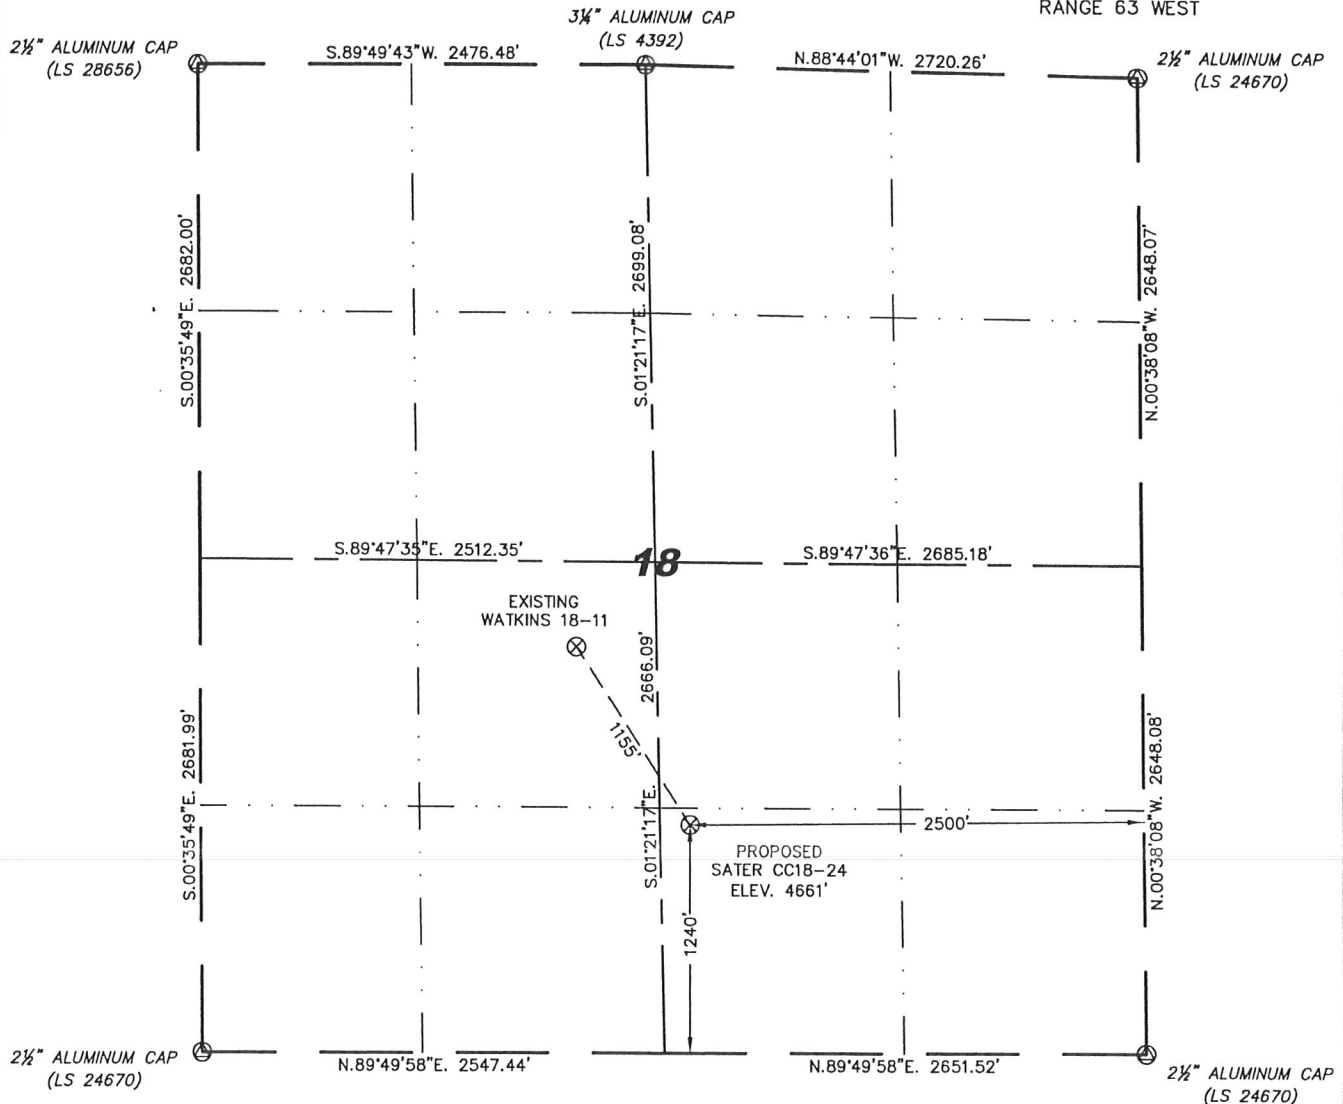 RANGE 63 WEST
3¼" ALUMINUM CAP
(LS 4392)
2½" ALUMINUM CAP
(LS 28656)
S.89°49'43"W. 2476.48'
N.88°44'01"W. 2720.26'
2½" ALUMINUM CAP
(LS 24670)
S.00°35'49"E. 2682.00'
S.01°21'17"E. 2699.08'
N.00°38'08"W. 2648.07'
S.89°47'35"E. 2512.35'
18
S.89°47'36"E. 2685.18'
EXISTING
WATKINS 18-11
1155'
S.00°35'49"E. 2681.99'
S.01°21'17"E. 2666.09'
N.00°38'08"W. 2648.08'
2500'
PROPOSED
SATER CC18-24
ELEV. 4661'
1240'
2½" ALUMINUM CAP
(LS 24670)
N.89°49'58"E. 2547.44'
N.89°49'58"E. 2651.52'
2½" ALUMINUM CAP
(LS 24670)